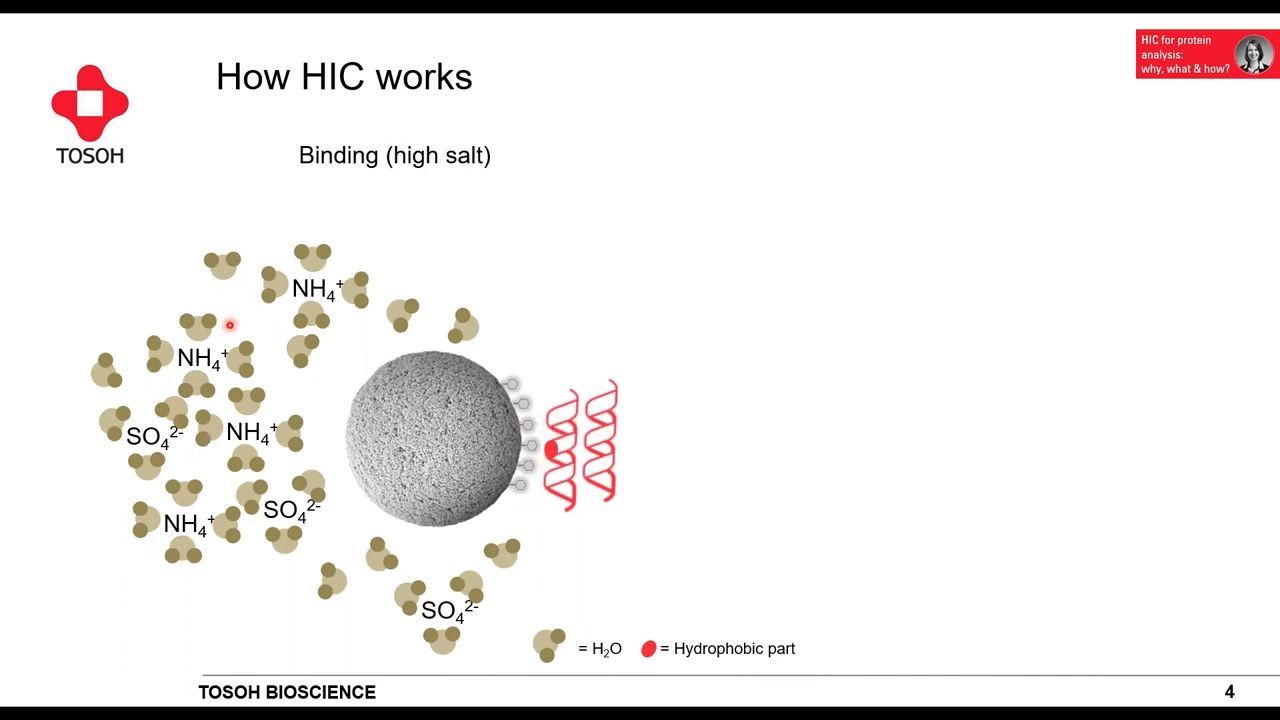 HIC for protein
analysis:
why, what & how?
How HIC works
TOSOH
Binding (high salt)
NH₄⁺
NH₄⁺
SO₄²⁻
NH₄⁺
SO₄²⁻
NH₄⁺
SO₄²⁻
= H₂O
= Hydrophobic part
TOSOH BIOSCIENCE
4